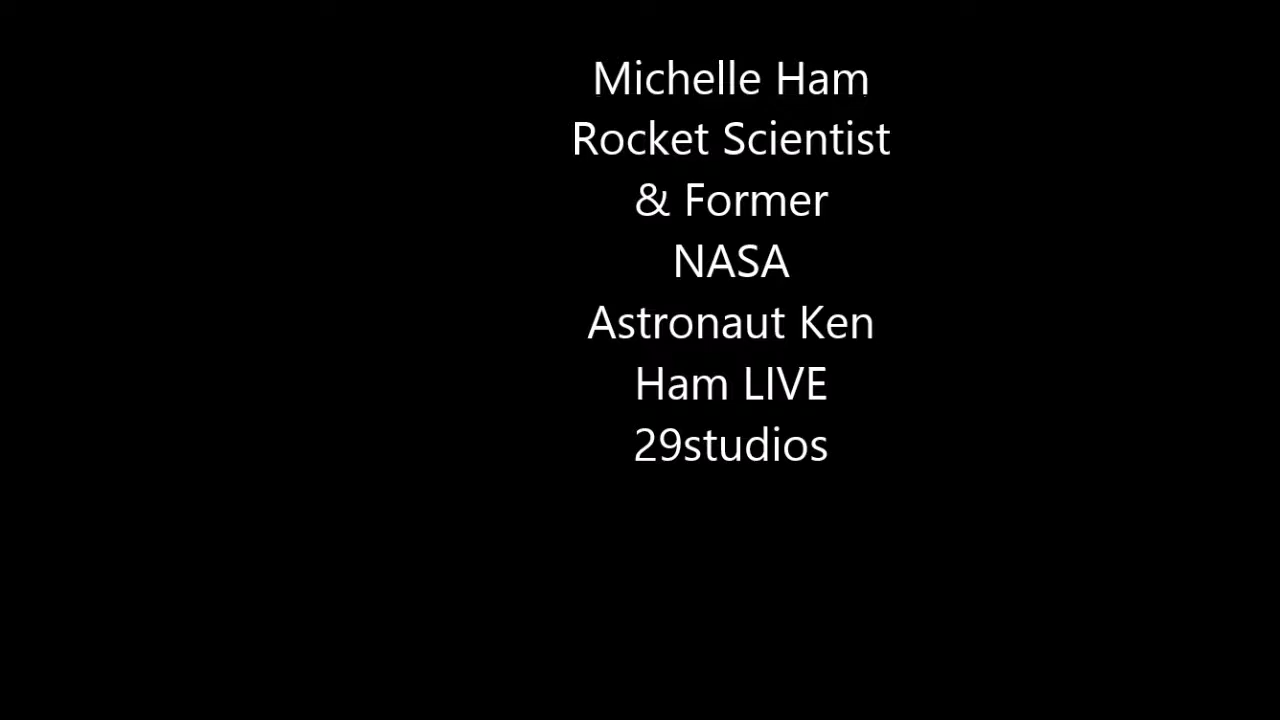 Michelle Ham
Rocket Scientist
& Former
NASA
Astronaut Ken
Ham LIVE
29studios